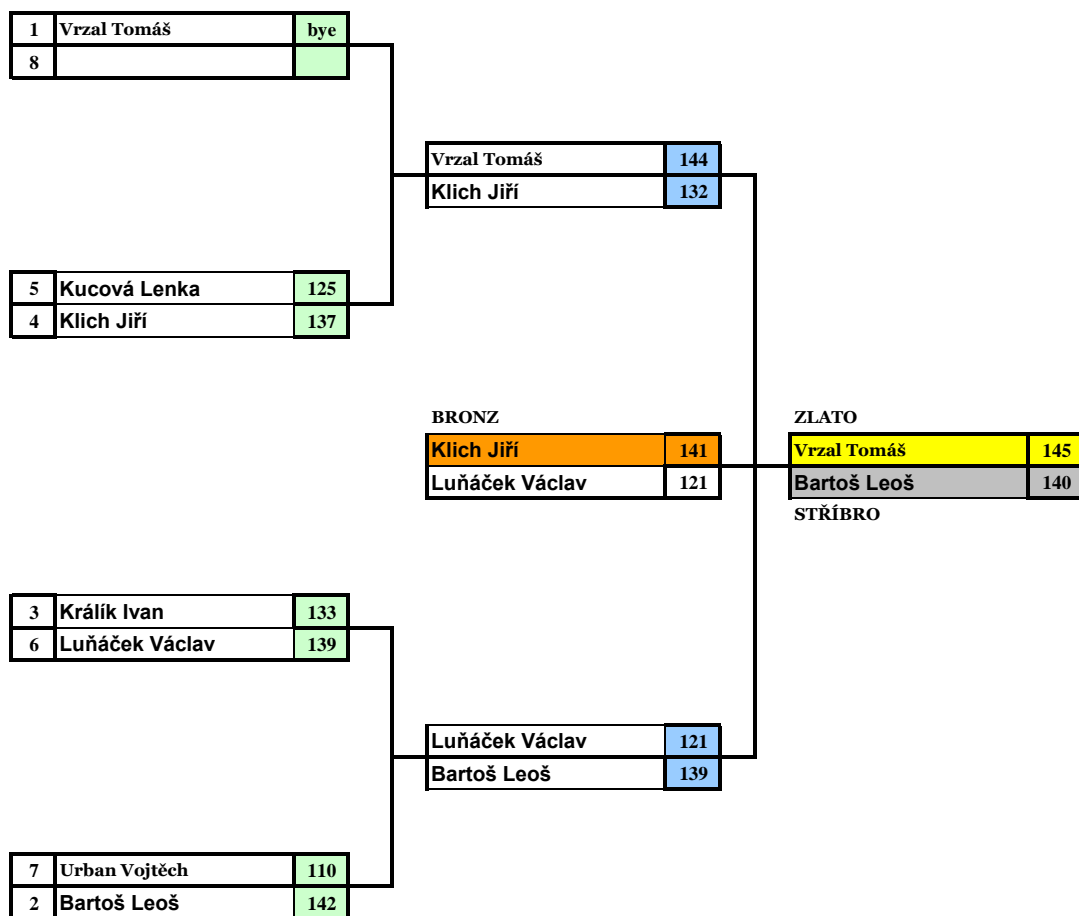 1 Vrzal Tomáš bye
8
Vrzal Tomáš 144
Klich Jiří 132
5 Kucová Lenka 125
4 Klich Jiří 137
BRONZ
Klich Jiří 141
Luňáček Václav 121
ZLATO
Vrzal Tomáš 145
Bartoš Leoš 140
STŘÍBRO
3 Králík Ivan 133
6 Luňáček Václav 139
Luňáček Václav 121
Bartoš Leoš 139
7 Urban Vojtěch 110
2 Bartoš Leoš 142